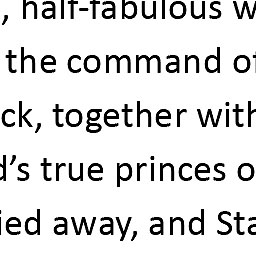 , half-fabulous w
the command of
ck, together with
d’s true princes o
ied away, and Sta